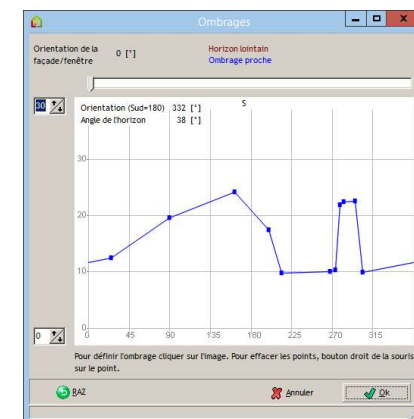 Ombrages
Orientation de la façade/fenêtre
0 [°]
Horizon lointain
Ombrage proche
30
Orientation (Sud=180) 332 [°]
Angle de l'horizon 38 [°]
S
30
20
10
0
0
45 90 135 180 225 270 315
Pour définir l'ombrage cliquer sur l'image. Pour effacer les points, bouton droit de la souris
sur le point.
RAZ
Annuler
Ok